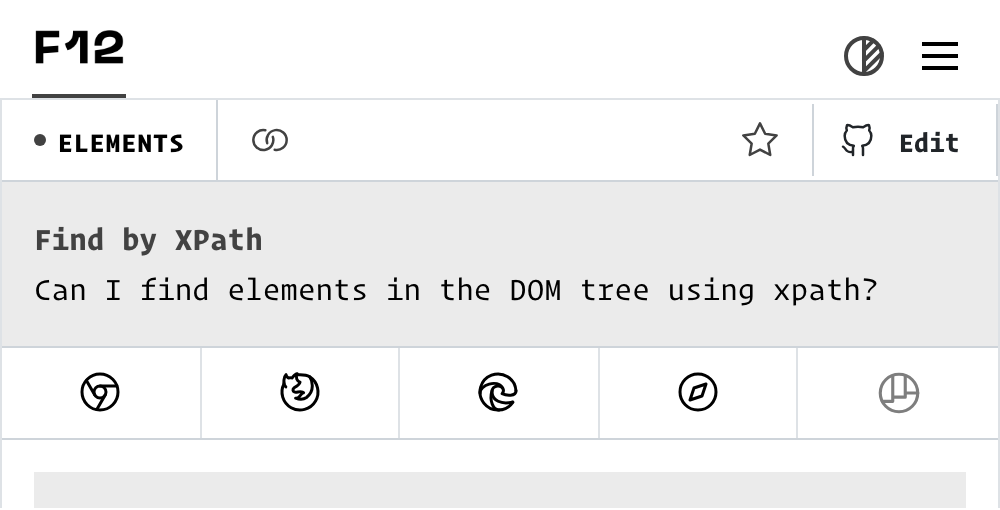 F12
ELEMENTS
Edit
Find by XPath
Can I find elements in the DOM tree using xpath?